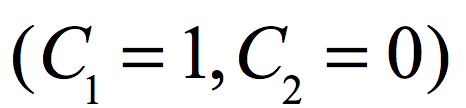 (C₁ = 1, C₂ = 0)